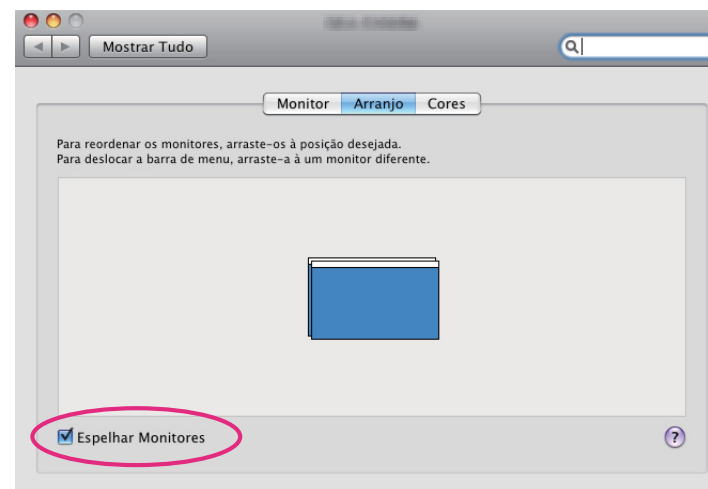 Mostrar Tudo
Monitor Arranjo Cores
Para reordenar os monitores, arraste-os à posição desejada.
Para deslocar a barra de menu, arraste-a à um monitor diferente.
Espelhar Monitores
?